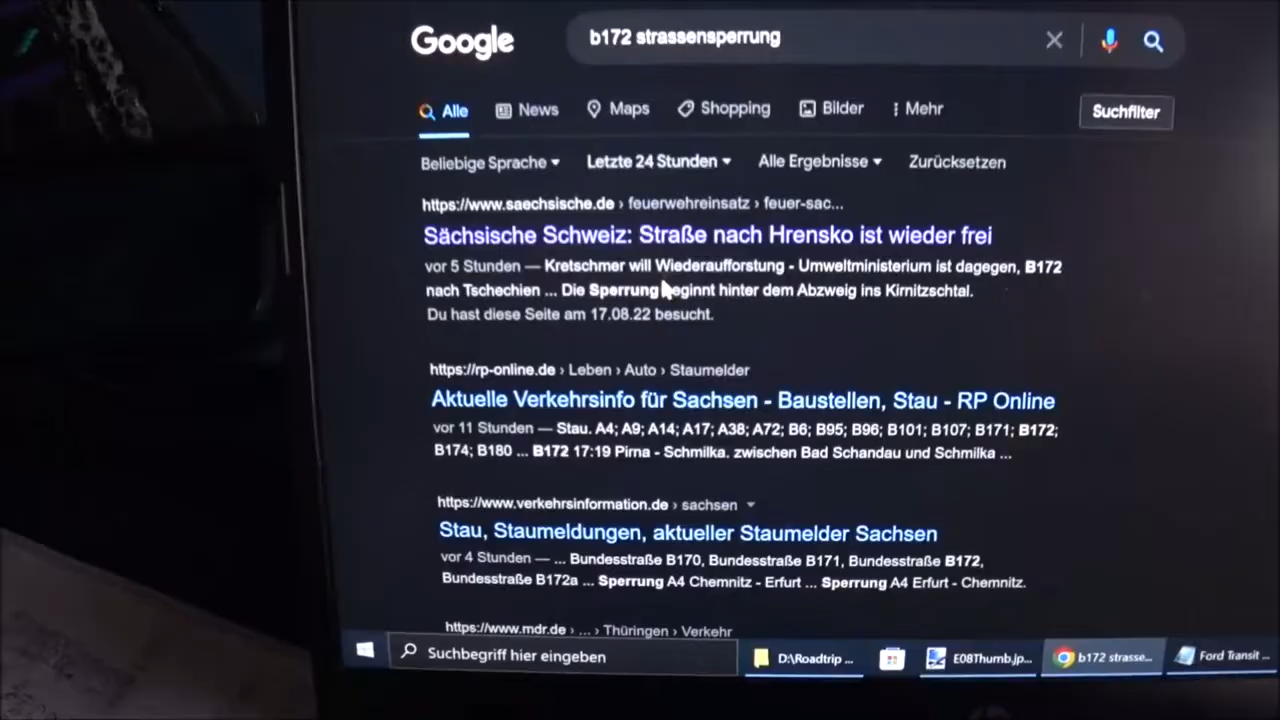 Google
b172 strassensperrung
Alle News Maps Shopping Bilder Mehr Suchfilter
Beliebige Sprache Letzte 24 Stunden Alle Ergebnisse Zurücksetzen
https://www.saechsische.de › feuerwehreinsatz › feuer-sac...
Sächsische Schweiz: Straße nach Hrensko ist wieder frei
vor 5 Stunden — Kretschmer will Wiederaufforstung - Umweltministerium ist dagegen, B172
nach Tschechien ... Die Sperrung beginnt hinter dem Abzweig ins Kirnitzschtal.
Du hast diese Seite am 17.08.22 besucht.
https://rp-online.de › Leben › Auto › Staumelder
Aktuelle Verkehrsinfo für Sachsen - Baustellen, Stau - RP Online
vor 11 Stunden — Stau. A4; A9; A14; A17; A38; A72; B6; B95; B96; B101; B107; B171; B172;
B174; B180 ... B172 17:19 Pirna - Schmilka. zwischen Bad Schandau und Schmilka ...
https://www.verkehrsinformation.de › sachsen
Stau, Staumeldungen, aktueller Staumelder Sachsen
vor 4 Stunden — ... Bundesstraße B170, Bundesstraße B171, Bundesstraße B172,
Bundesstraße B172a ... Sperrung A4 Chemnitz - Erfurt ... Sperrung A4 Erfurt - Chemnitz.
https://www.mdr.de › ... › Thüringen › Verkehr
Suchbegriff hier eingeben D:\Roadtrip ... E08Thumb.jp... b172 strasse... Ford Transit ...